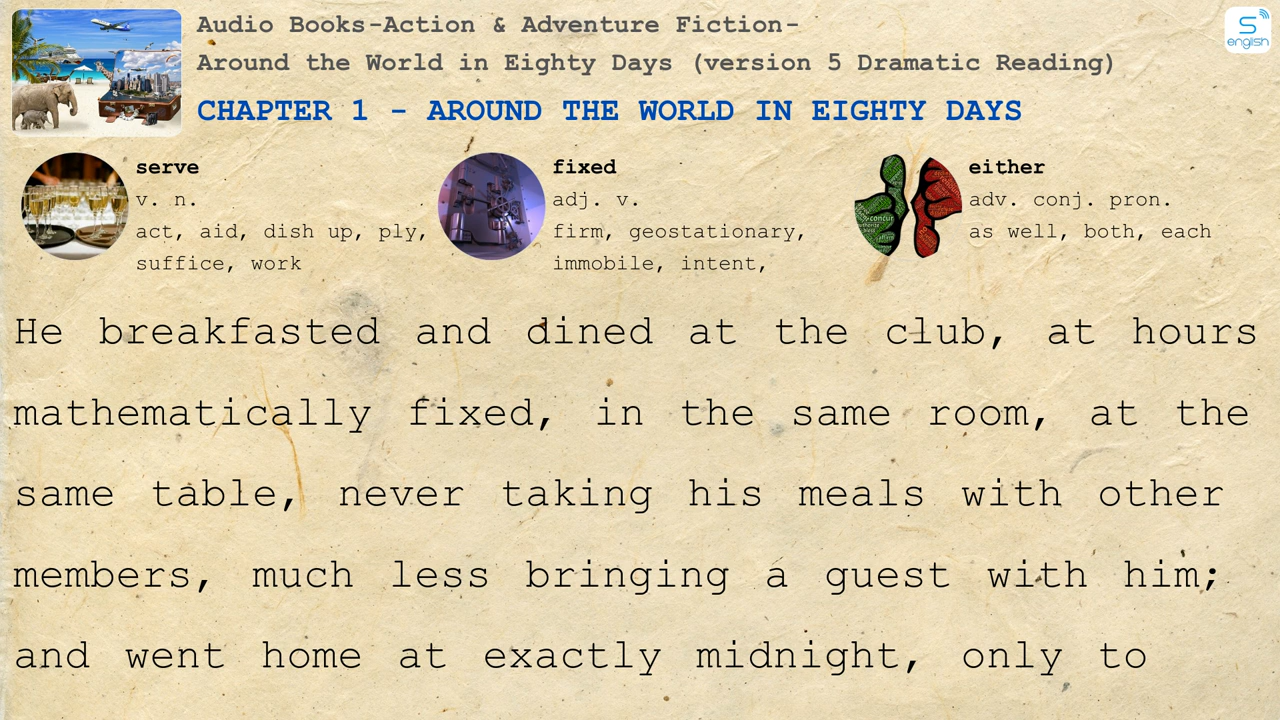 Audio Books-Action & Adventure Fiction-
Around the World in Eighty Days (version 5 Dramatic Reading)
CHAPTER 1 - AROUND THE WORLD IN EIGHTY DAYS
S
english
serve
v. n.
act, aid, dish up, ply,
suffice, work
fixed
adj. v.
firm, geostationary,
immobile, intent,
concur
either
adv. conj. pron.
as well, both, each
He breakfasted and dined at the club, at hours
mathematically fixed, in the same room, at the
same table, never taking his meals with other
members, much less bringing a guest with him;
and went home at exactly midnight, only to